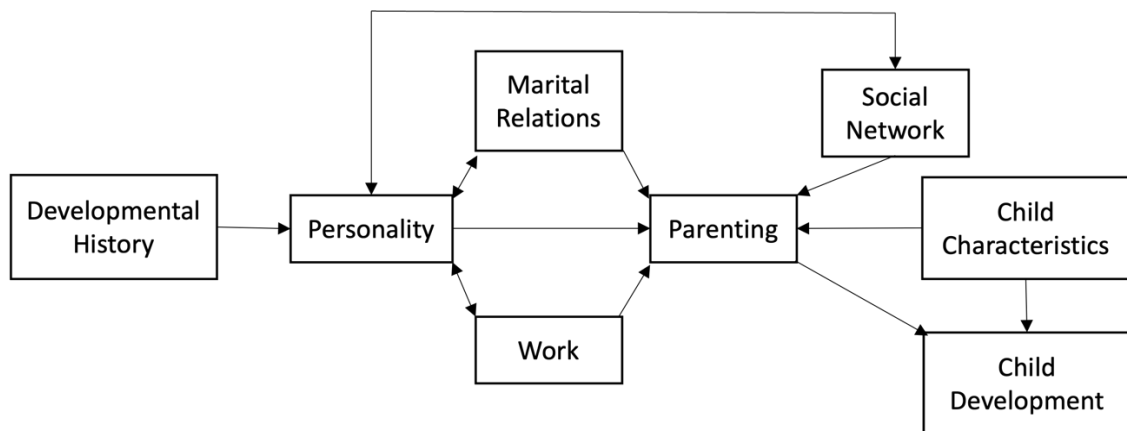 Marital
Relations
Social
Network
Developmental
History
Personality
Parenting
Child
Characteristics
Work
Child
Development